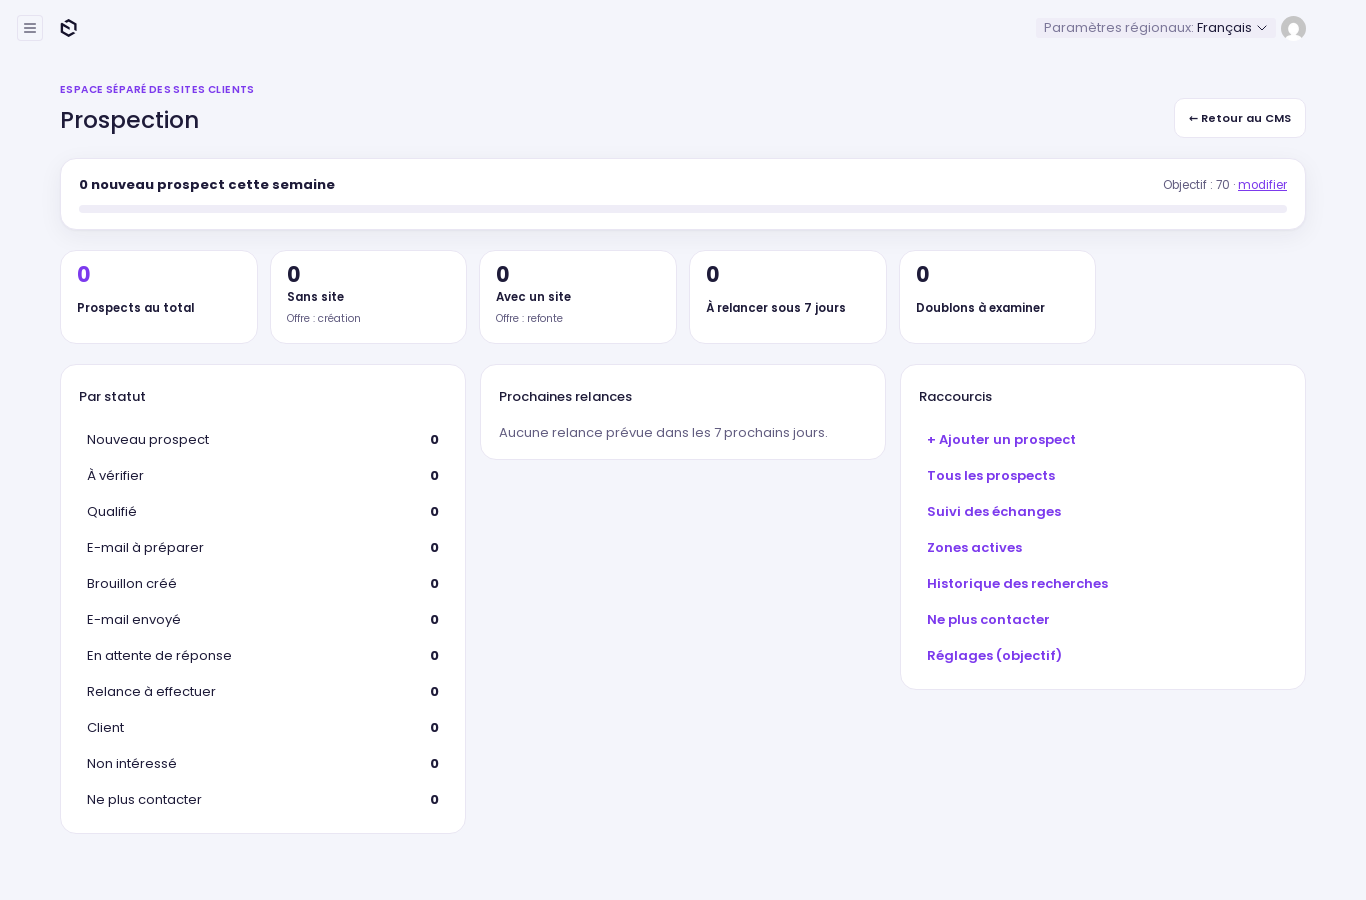 Paramètres régionaux: Français
ESPACE SÉPARÉ DES SITES CLIENTS
Prospection
← Retour au CMS
0 nouveau prospect cette semaine
Objectif : 70 · modifier
0
Prospects au total
0
Sans site
Offre : création
0
Avec un site
Offre : refonte
0
À relancer sous 7 jours
0
Doublons à examiner
Par statut
Nouveau prospect 0
À vérifier 0
Qualifié 0
E-mail à préparer 0
Brouillon créé 0
E-mail envoyé 0
En attente de réponse 0
Relance à effectuer 0
Client 0
Non intéressé 0
Ne plus contacter 0
Prochaines relances
Aucune relance prévue dans les 7 prochains jours.
Raccourcis
+ Ajouter un prospect
Tous les prospects
Suivi des échanges
Zones actives
Historique des recherches
Ne plus contacter
Réglages (objectif)